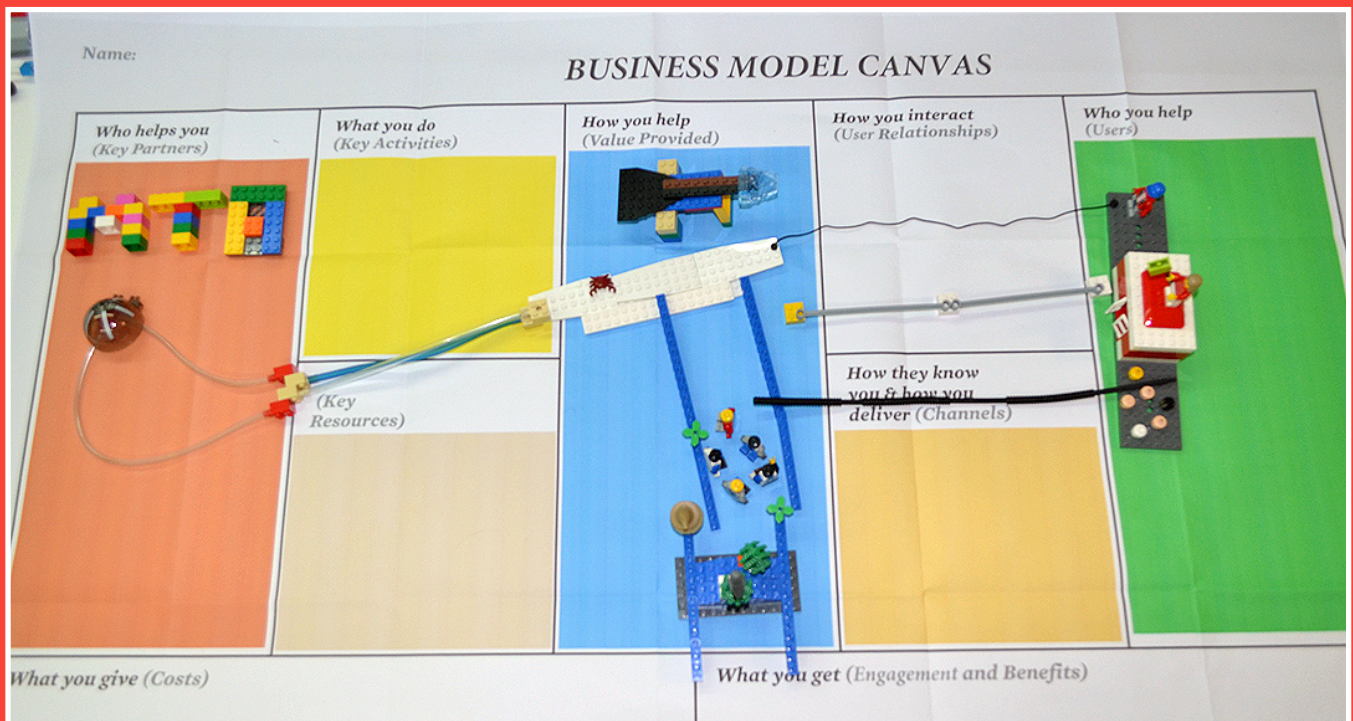 Name:
BUSINESS MODEL CANVAS
Who helps you
(Key Partners)
What you do
(Key Activities)
How you help
(Value Provided)
How you interact
(User Relationships)
Who you help
(Users)
(Key
Resources)
How they know
you & how you
deliver (Channels)
What you give (Costs)
What you get (Engagement and Benefits)